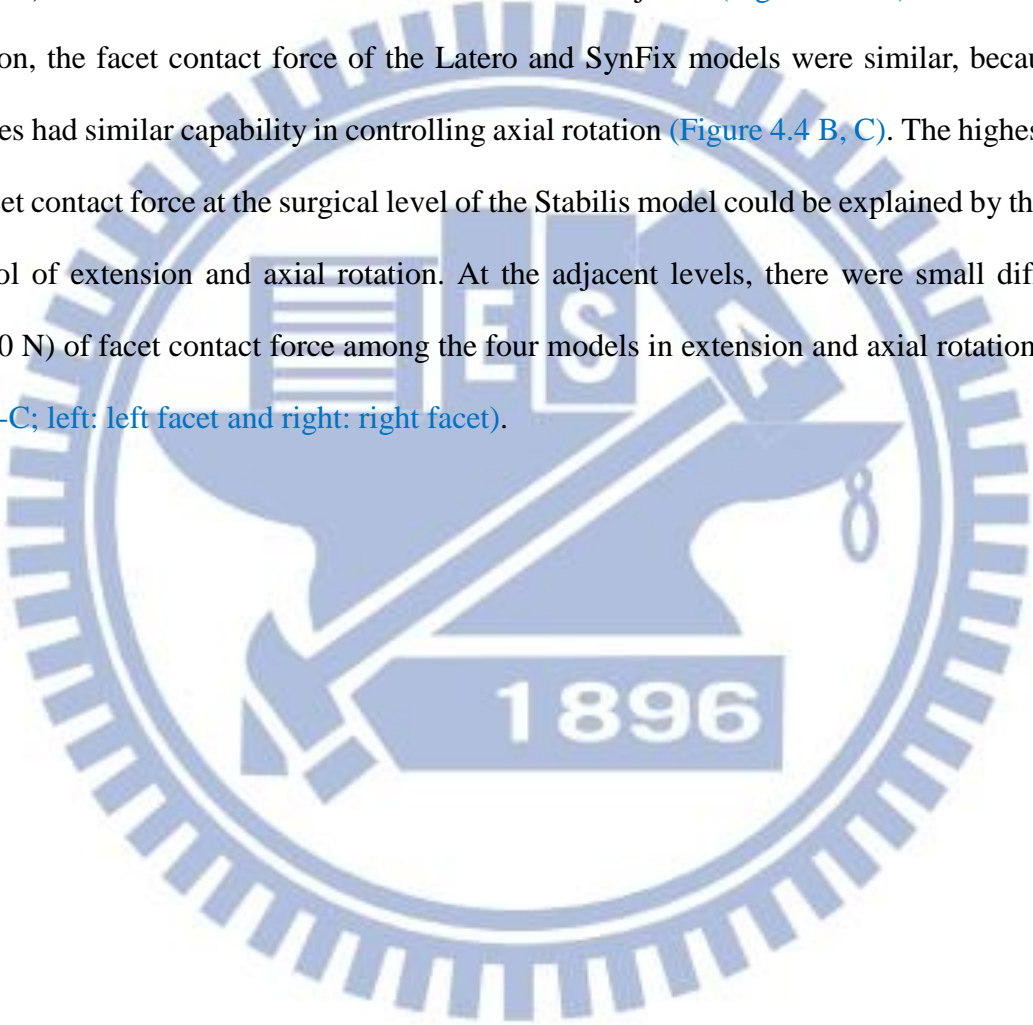 on, the facet contact force of the Latero and SynFix models were similar, becau
es had similar capability in controlling axial rotation (Figure 4.4 B, C). The highes
et contact force at the surgical level of the Stabilis model could be explained by th
ol of extension and axial rotation. At the adjacent levels, there were small dif
0 N) of facet contact force among the four models in extension and axial rotation
-C; left: left facet and right: right facet).
E S A
8
1896